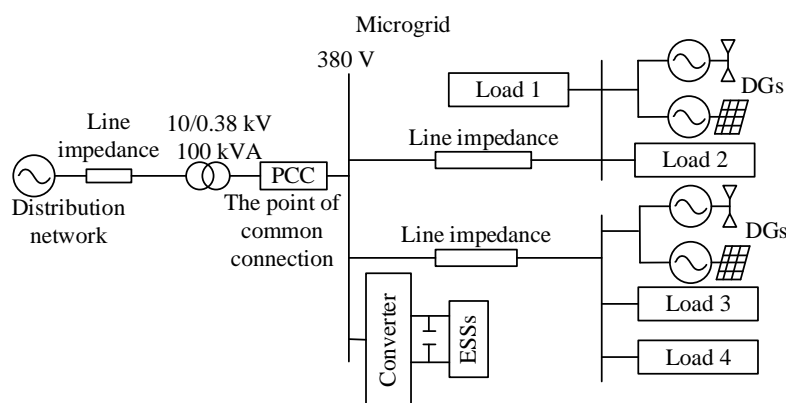 Microgrid
380 V
Line
impedance
10/0.38 kV
100 kVA
PCC
Distribution
network
The point of
common
connection
Load 1
DGs
Line impedance
Load 2
Line impedance
DGs
Load 3
Load 4
Converter
ESSs